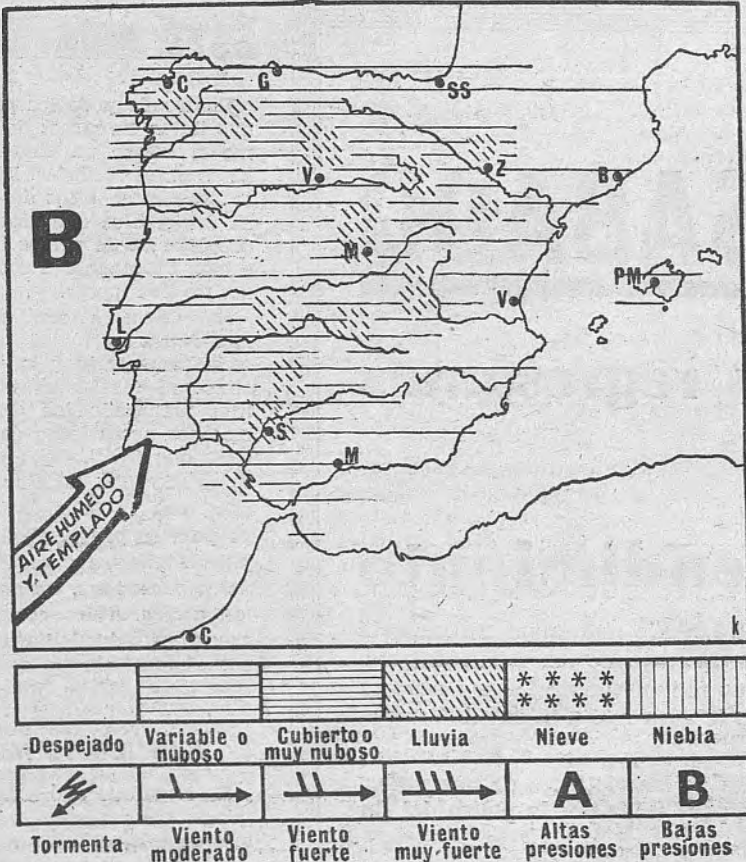 C
G
SS
V
Z
B
B
M
PM
V
L
S
M
AIRE HUMEDO
Y TEMPLADO
C
k
Despejado
Variable o
nuboso
Cubierto o
muy nuboso
Lluvia
Nieve
Niebla
A
B
Tormenta
Viento
moderado
Viento
fuerte
Viento
muy fuerte
Altas
presiones
Bajas
presiones